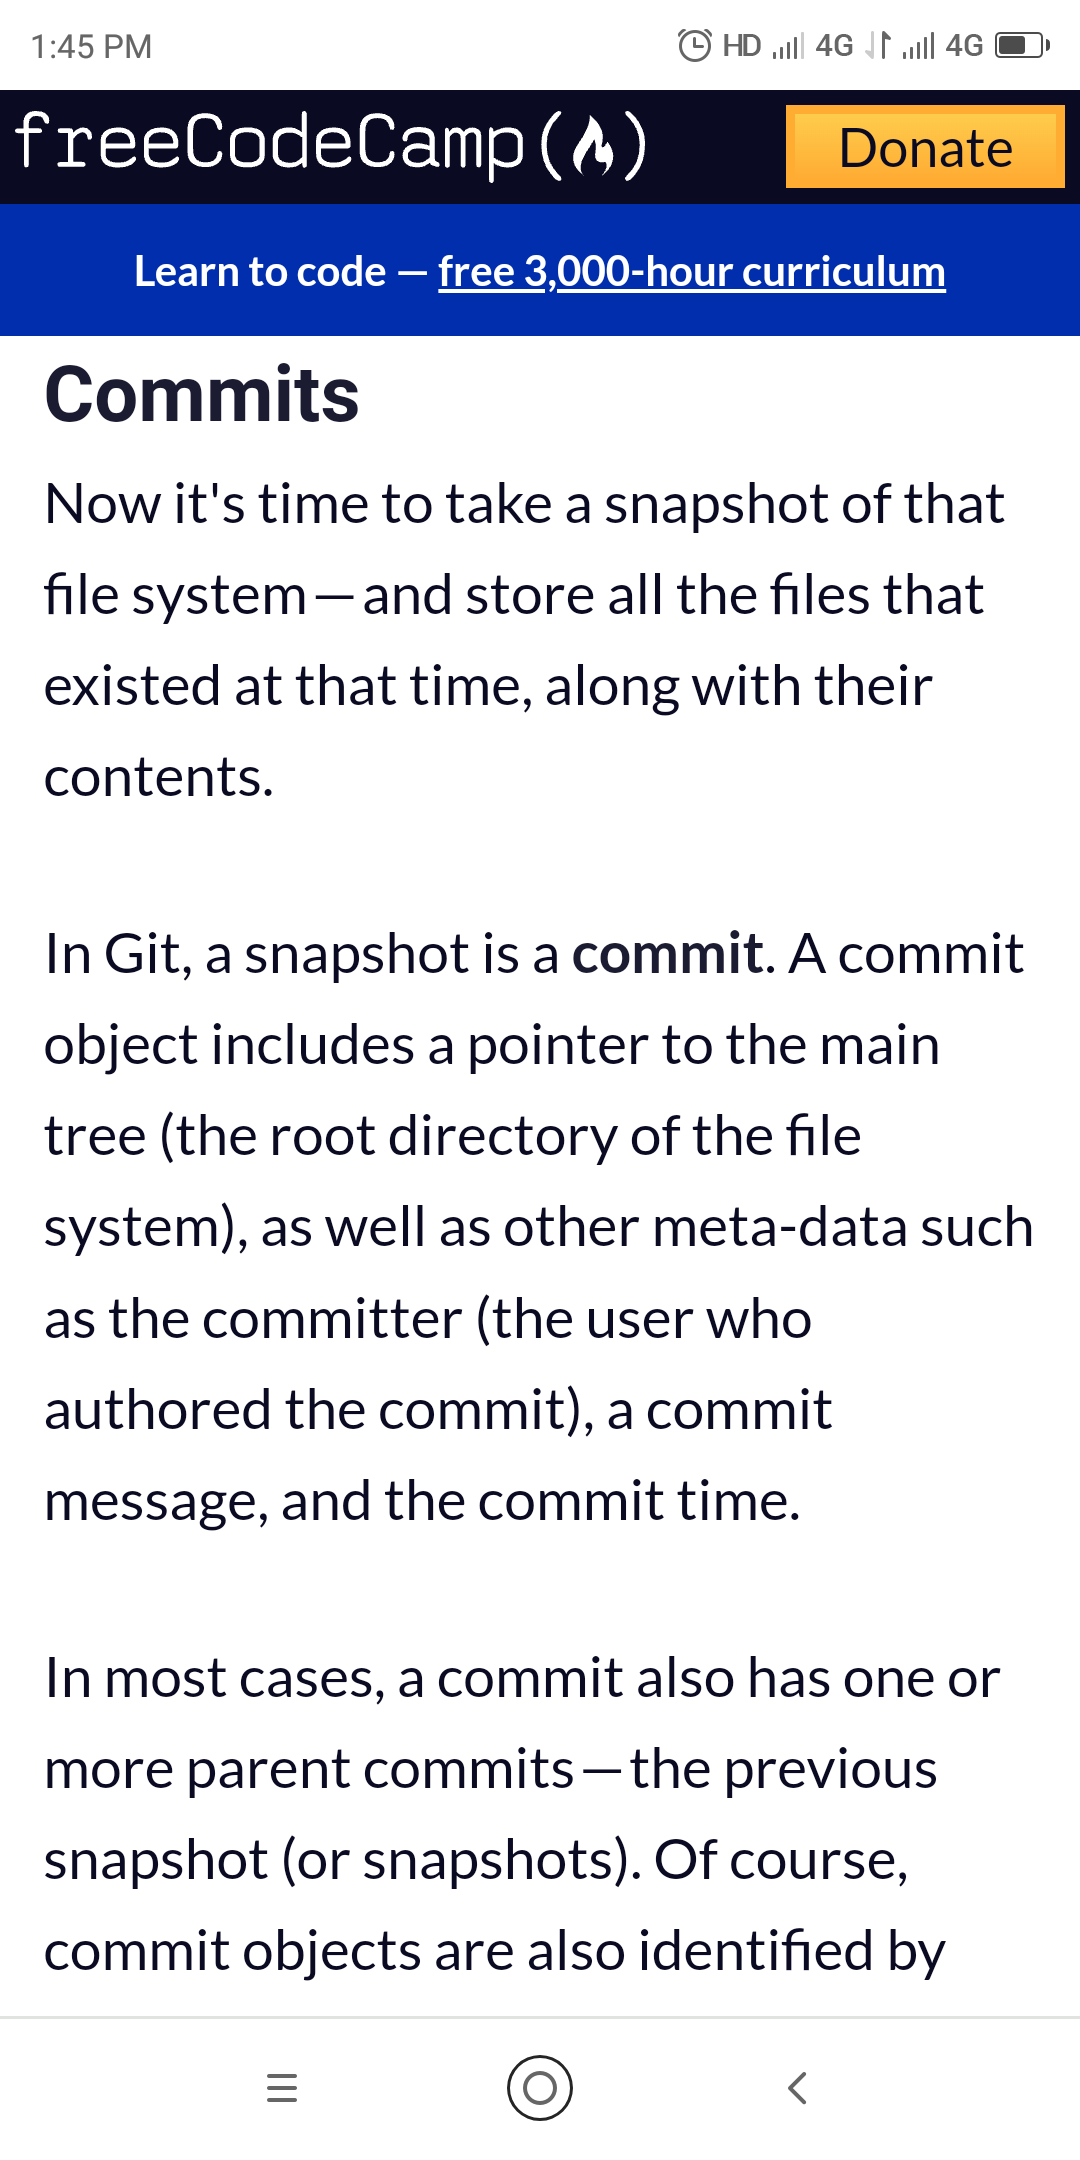 1:45 PM HD 4G 4G
freeCodeCamp(🔥)
Donate
Learn to code — free 3,000-hour curriculum
Commits
Now it's time to take a snapshot of that
file system—and store all the files that
existed at that time, along with their
contents.
In Git, a snapshot is a commit. A commit
object includes a pointer to the main
tree (the root directory of the file
system), as well as other meta-data such
as the committer (the user who
authored the commit), a commit
message, and the commit time.
In most cases, a commit also has one or
more parent commits—the previous
snapshot (or snapshots). Of course,
commit objects are also identified by